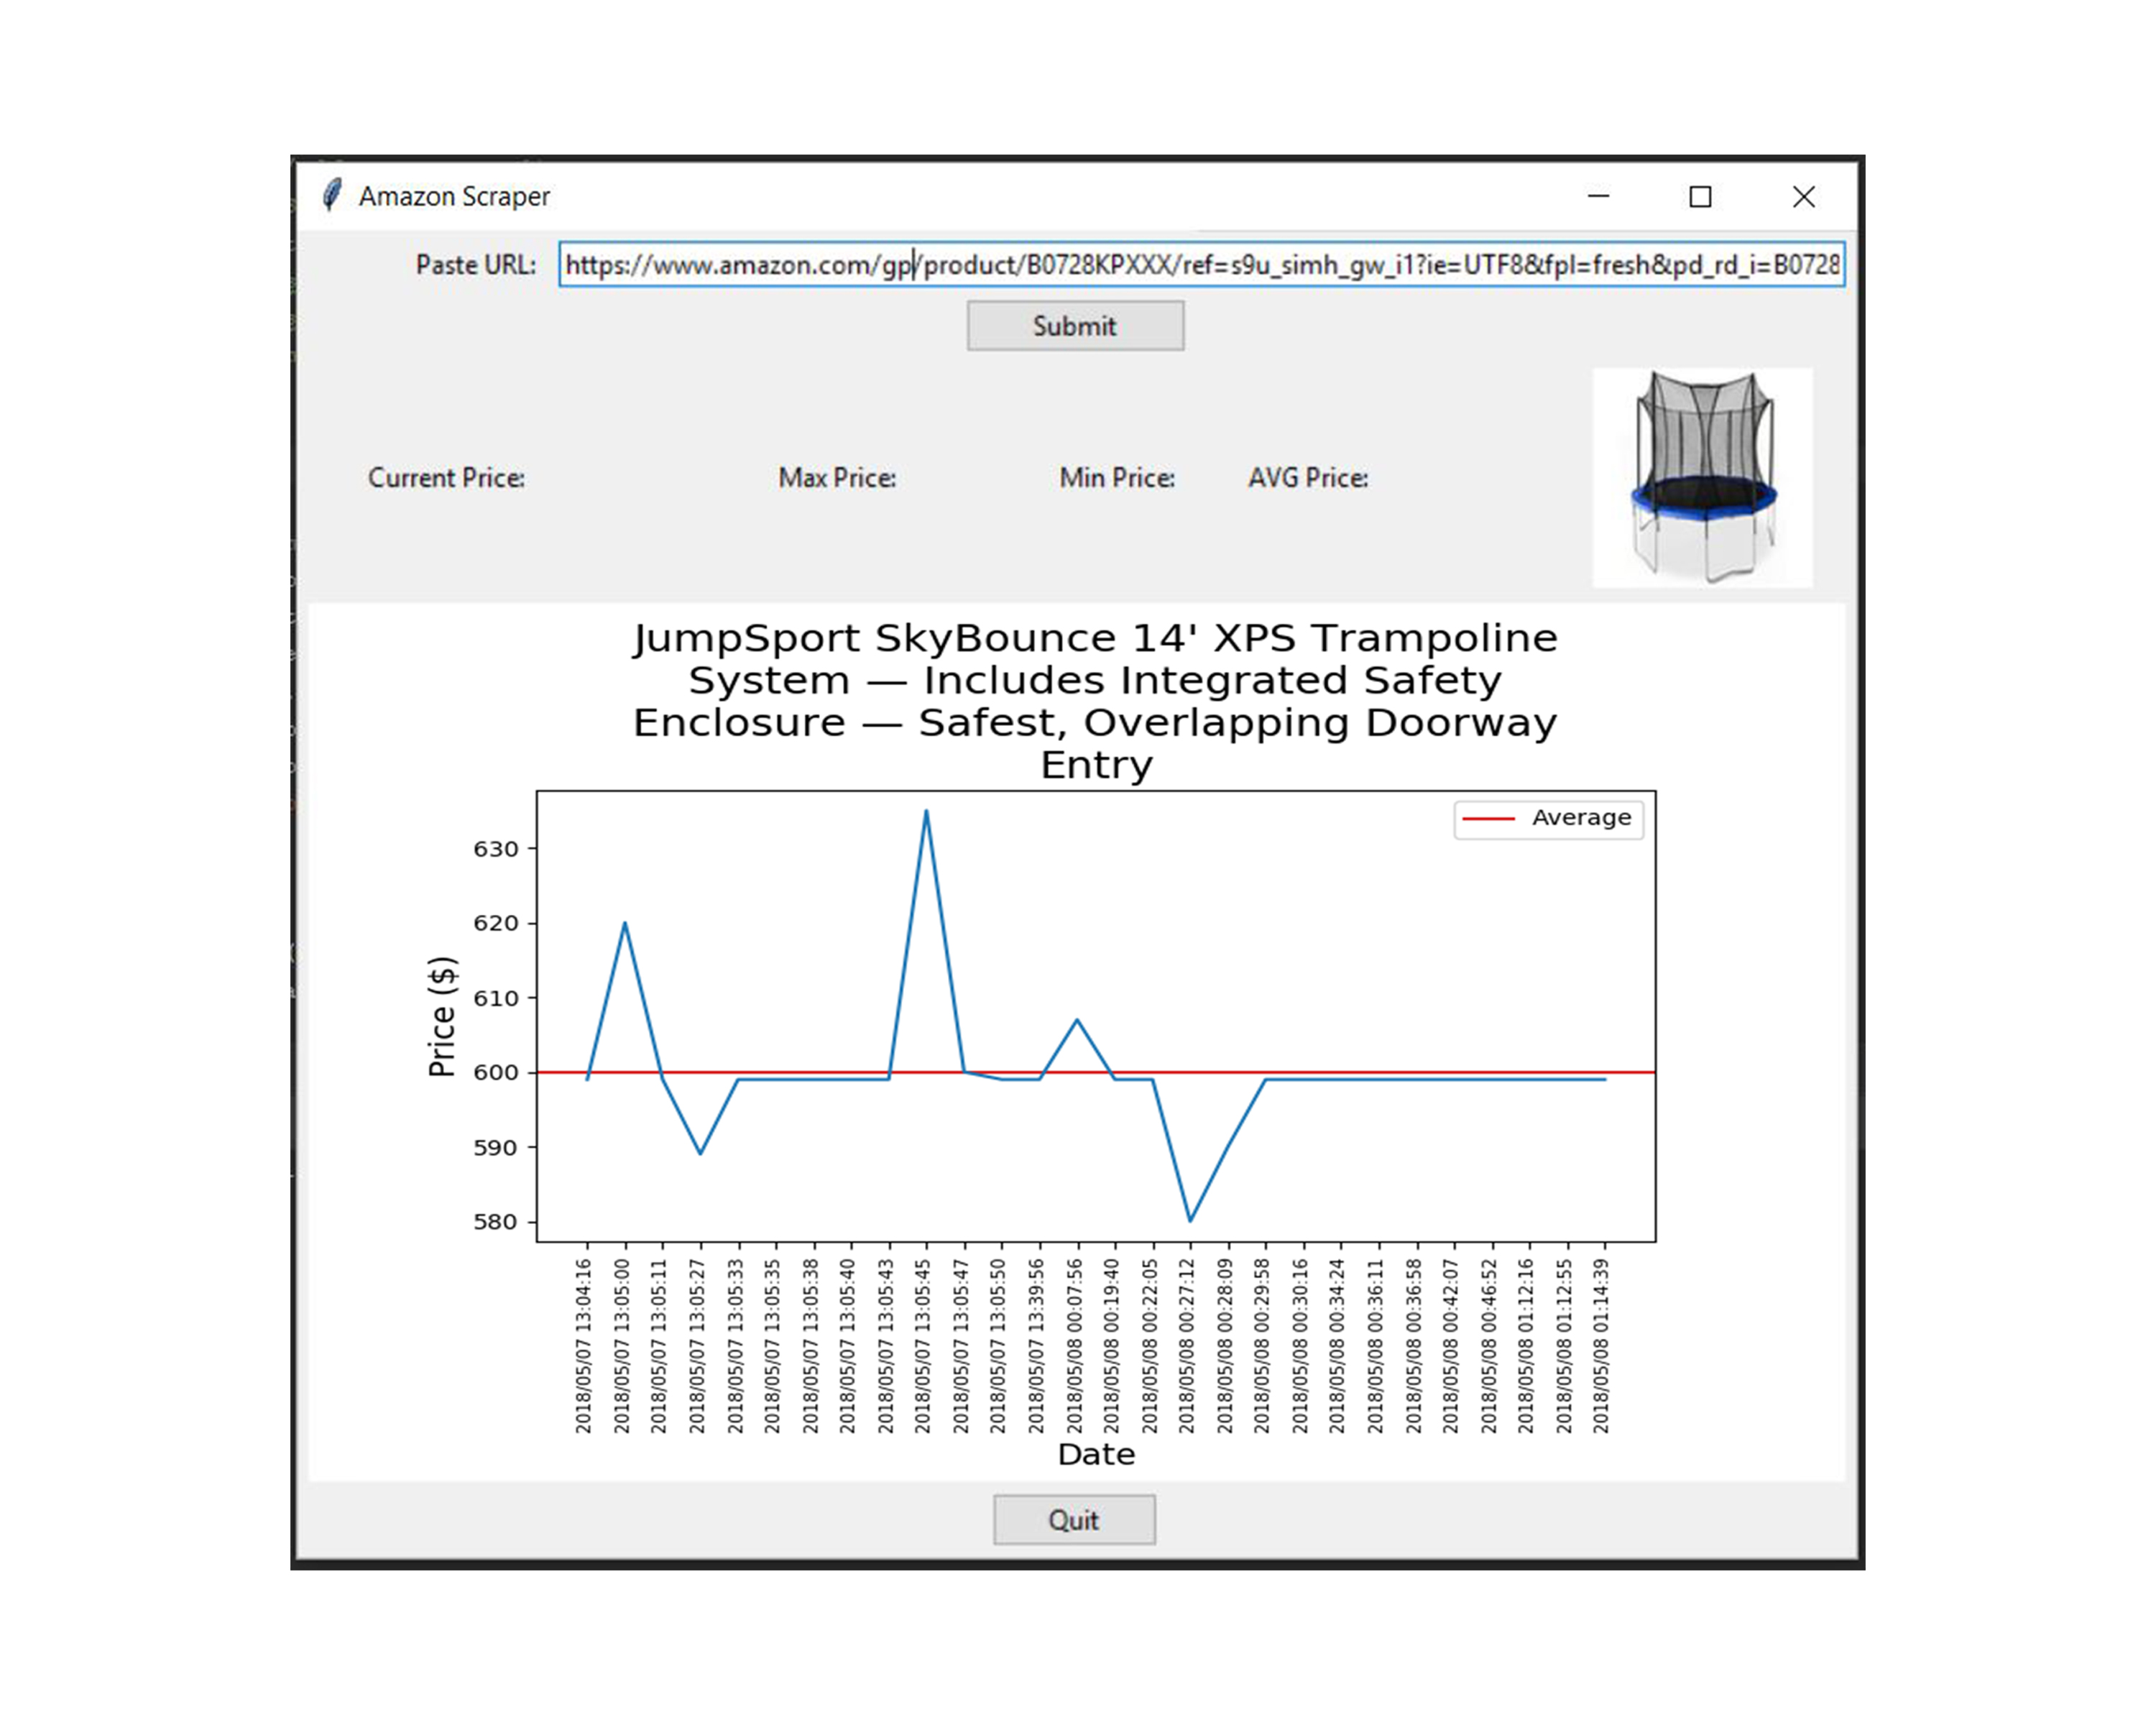 Amazon Scraper
Paste URL: https://www.amazon.com/gp/product/B0728KPXXX/ref=s9u_simh_gw_i1?ie=UTF8&fpl=fresh&pd_rd_i=B0728
Submit
Current Price: Max Price: Min Price: AVG Price:
JumpSport SkyBounce 14' XPS Trampoline
System — Includes Integrated Safety
Enclosure — Safest, Overlapping Doorway
Entry
Average
630
620
610
600
590
580
Price ($)
2018/05/07 13:04:16
2018/05/07 13:05:00
2018/05/07 13:05:11
2018/05/07 13:05:27
2018/05/07 13:05:33
2018/05/07 13:05:35
2018/05/07 13:05:38
2018/05/07 13:05:40
2018/05/07 13:05:43
2018/05/07 13:05:45
2018/05/07 13:05:47
2018/05/07 13:05:50
2018/05/07 13:39:56
2018/05/08 00:07:56
2018/05/08 00:19:40
2018/05/08 00:22:05
2018/05/08 00:27:12
2018/05/08 00:28:09
2018/05/08 00:29:58
2018/05/08 00:30:16
2018/05/08 00:34:24
2018/05/08 00:36:11
2018/05/08 00:36:58
2018/05/08 00:42:07
2018/05/08 00:46:52
2018/05/08 01:12:16
2018/05/08 01:12:55
2018/05/08 01:14:39
Date
Quit